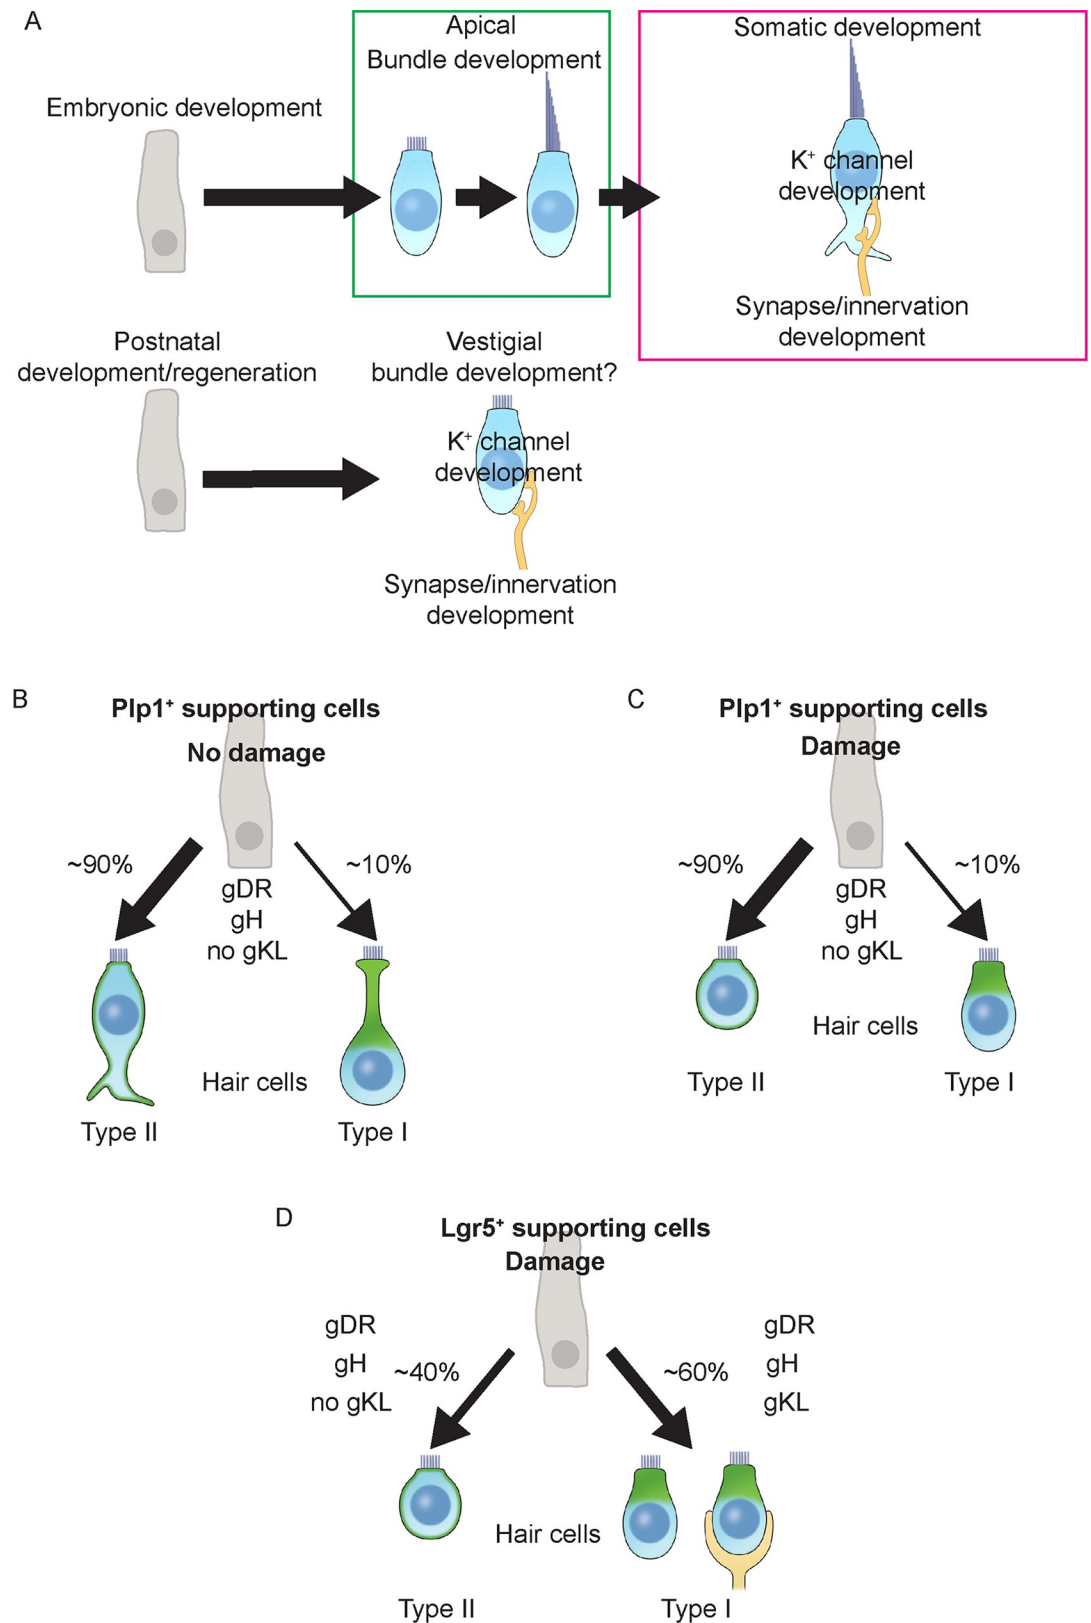 A
Apical
Bundle development
Somatic development
Embryonic development
K⁺ channel
development
Synapse/innervation
development
Postnatal
development/regeneration
Vestigial
bundle development?
K⁺ channel
development
Synapse/innervation
development
B
Plp1⁺ supporting cells
No damage
~90%
~10%
gDR
gH
no gKL
Hair cells
Type II
Type I
C
Plp1⁺ supporting cells
Damage
~90%
~10%
gDR
gH
no gKL
Hair cells
Type II
Type I
D
Lgr5⁺ supporting cells
Damage
gDR
gH
no gKL
~40%
~60%
gDR
gH
gKL
Hair cells
Type II
Type I